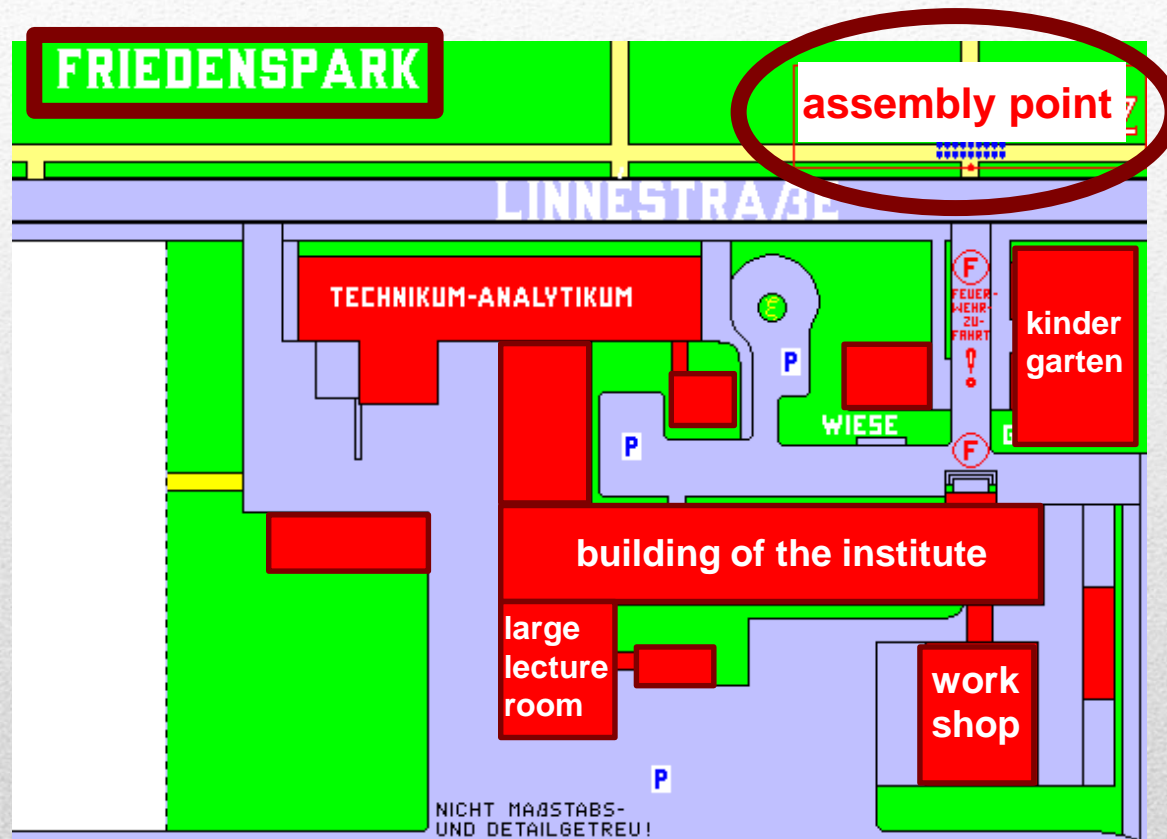 FRIEDENSPARK
assembly point
Z
LINNÉSTRAßE
TECHNIKUM-ANALYTIKUM
F
FEUER-
WEHR-
ZU-
FAHRT
!
kinder
garten
P
WIESE
P
F
building of the institute
large
lecture
room
work
shop
P
NICHT MAßSTABS-
UND DETAILGETREU!